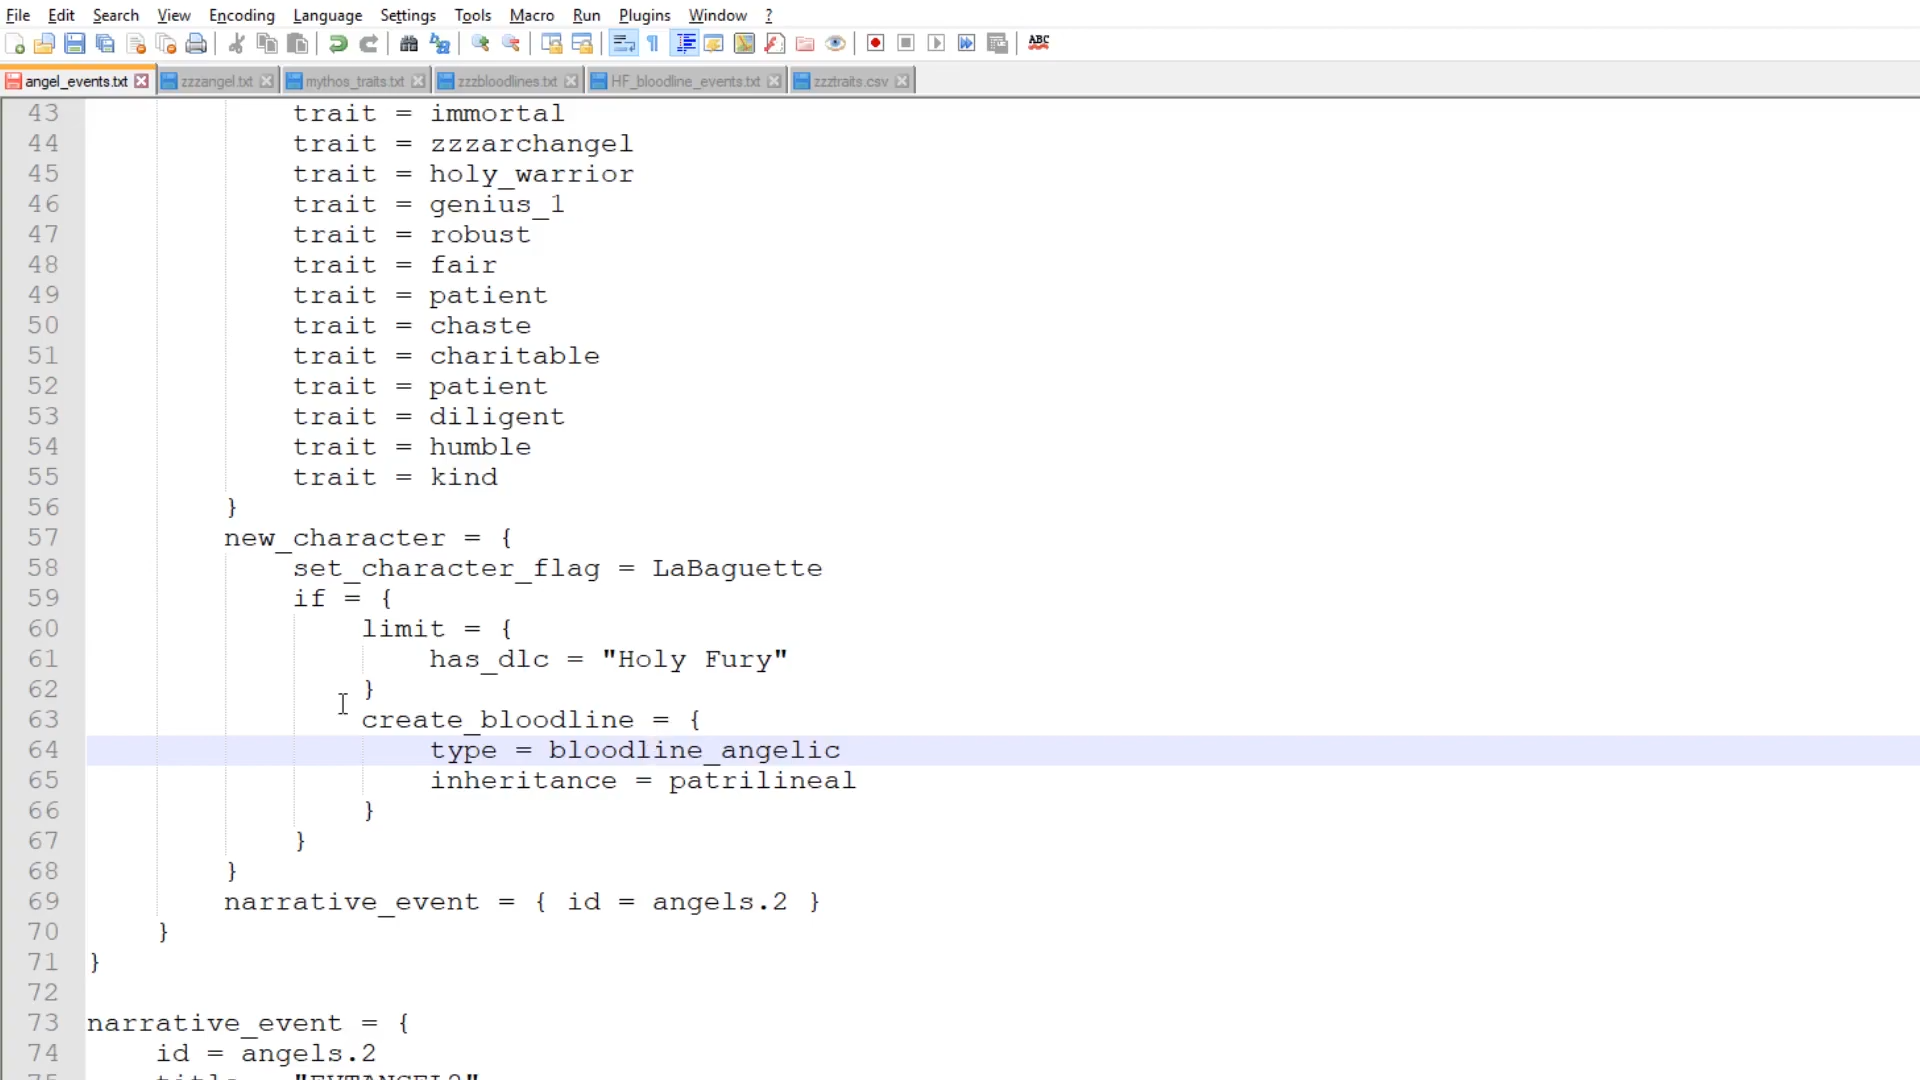 File Edit Search View Encoding Language Settings Tools Macro Run Plugins Window ?
ABC
angel_events.txt zzzangel.txt mythos_traits.txt zzzbloodlines.txt HF_bloodline_events.txt zzztraits.csv
43 trait = immortal
44 trait = zzzarchangel
45 trait = holy_warrior
46 trait = genius_1
47 trait = robust
48 trait = fair
49 trait = patient
50 trait = chaste
51 trait = charitable
52 trait = patient
53 trait = diligent
54 trait = humble
55 trait = kind
56 }
57 new_character = {
58 set_character_flag = LaBaguette
59 if = {
60 limit = {
61 has_dlc = "Holy Fury"
62 }
63 create_bloodline = {
64 type = bloodline_angelic
65 inheritance = patrilineal
66 }
67 }
68 }
69 narrative_event = { id = angels.2 }
70 }
71 }
72
73 narrative_event = {
74 id = angels.2